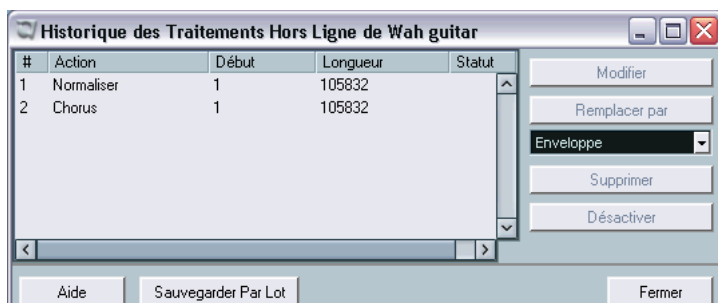 Historique des Traitements Hors Ligne de Wah guitar
# Action Début Longueur Statut
1 Normaliser 1 105832
2 Chorus 1 105832
Modifier
Remplacer par
Enveloppe
Supprimer
Désactiver
Aide Sauvegarder Par Lot Fermer